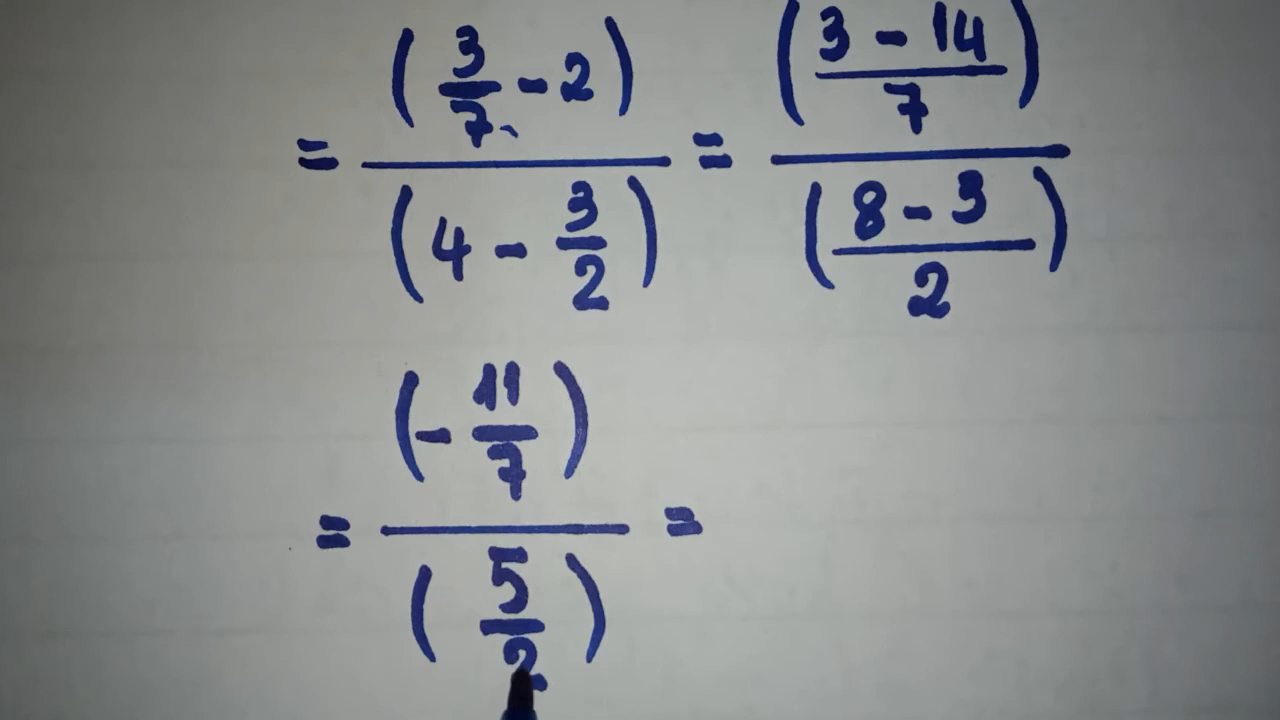 = (3/7 - 2) / (4 - 3/2) = ((3 - 14)/7) / ((8 - 3)/2)
= (- 11/7) / (5/2) =